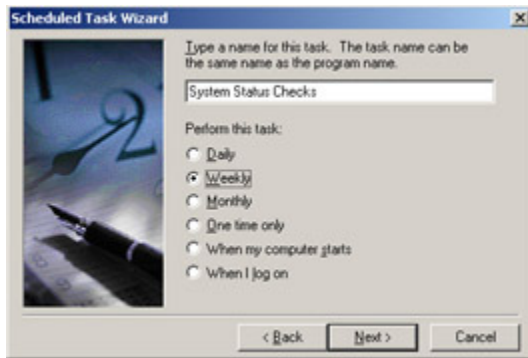 Scheduled Task Wizard
Type a name for this task. The task name can be
the same name as the program name.
System Status Checks
Perform this task:
Daily
Weekly
Monthly
One time only
When my computer starts
When I log on
< Back
Next >
Cancel
2